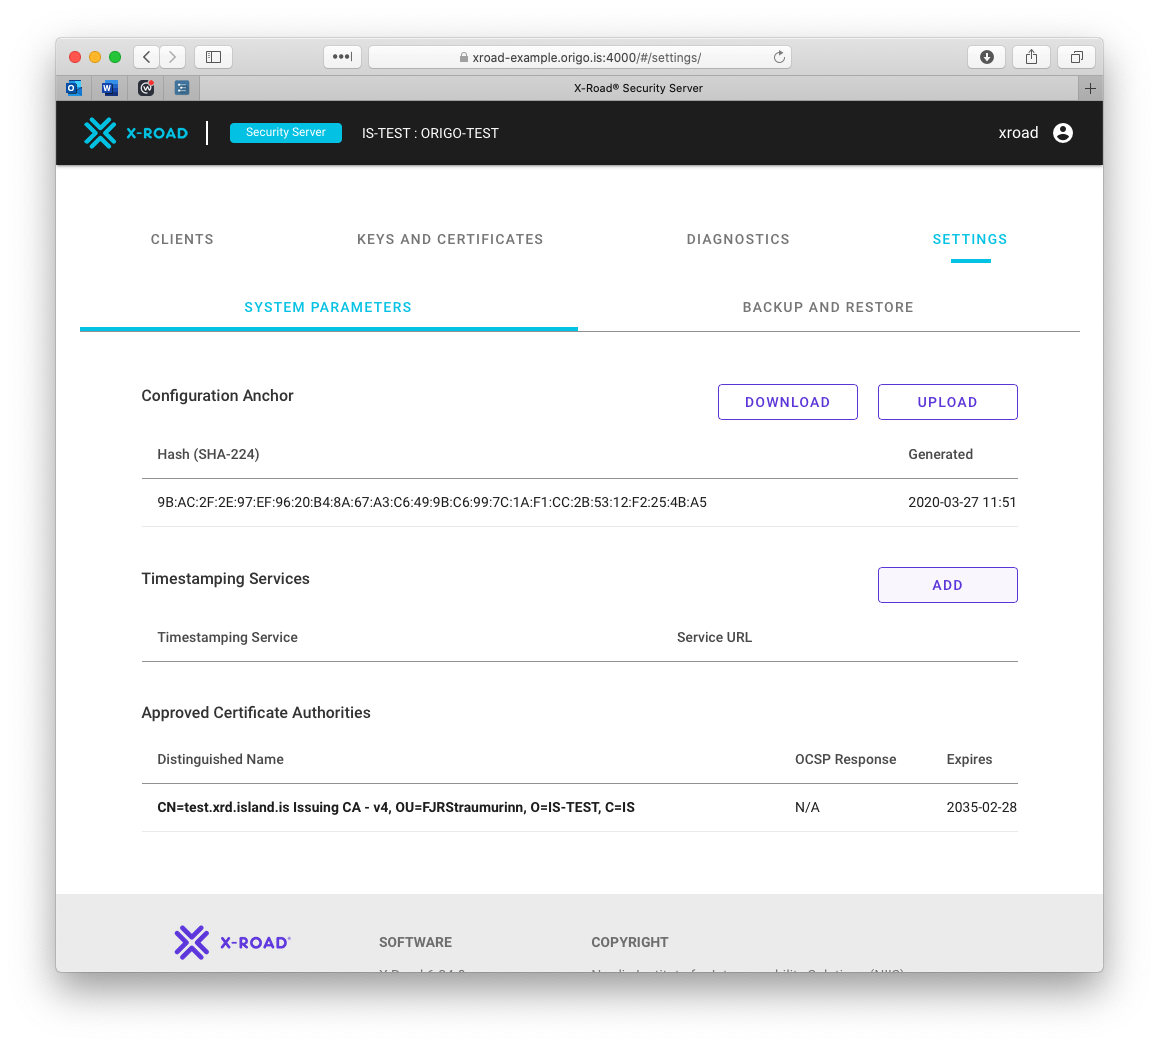 xroad-example.origo.is:4000/#/settings/
X-Road® Security Server
X-ROAD Security Server IS-TEST : ORIGO-TEST xroad
CLIENTS KEYS AND CERTIFICATES DIAGNOSTICS SETTINGS
SYSTEM PARAMETERS BACKUP AND RESTORE
Configuration Anchor DOWNLOAD UPLOAD
Hash (SHA-224) Generated
9B:AC:2F:2E:97:EF:96:20:B4:8A:67:A3:C6:49:9B:C6:99:7C:1A:F1:CC:2B:53:12:F2:25:4B:A5 2020-03-27 11:51
Timestamping Services ADD
Timestamping Service Service URL
Approved Certificate Authorities
Distinguished Name OCSP Response Expires
CN=test.xrd.island.is Issuing CA - v4, OU=FJRStraumurinn, O=IS-TEST, C=IS N/A 2035-02-28
X-ROAD® SOFTWARE COPYRIGHT